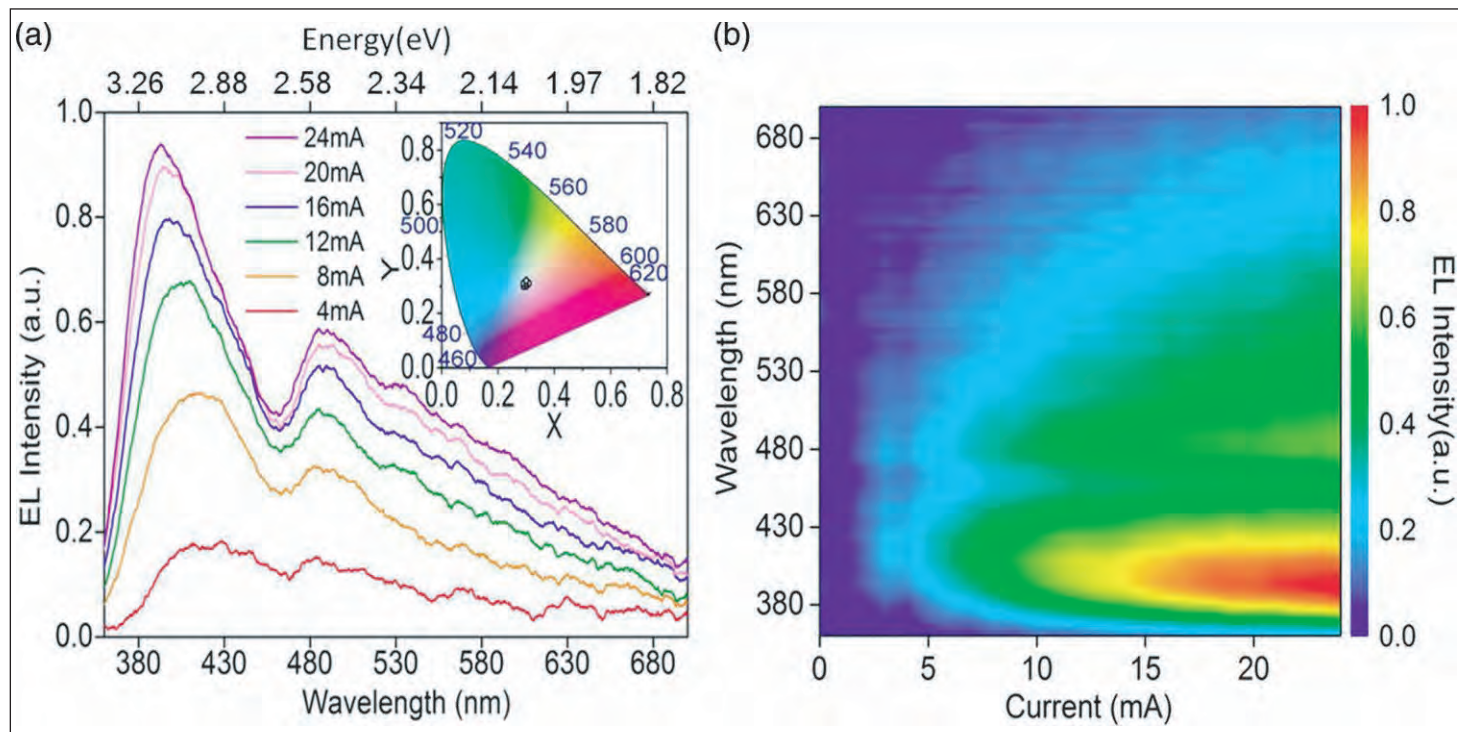 (a)
Energy(eV)
3.26 2.88 2.58 2.34 2.14 1.97 1.82
EL Intensity (a.u.)
1.0
0.8
0.6
0.4
0.2
0.0
24mA
20mA
16mA
12mA
8mA
4mA
Y
0.8
0.6
0.4
0.2
0.0
520
540
560
580
600
620
500
480
460
0.0 0.2 0.4 0.6 0.8
X
380 430 480 530 580 630 680
Wavelength (nm)
(b)
Wavelength (nm)
680
630
580
530
480
430
380
0 5 10 15 20
Current (mA)
1.0
0.8
0.6
0.4
0.2
0.0
EL Intensity(a.u.)